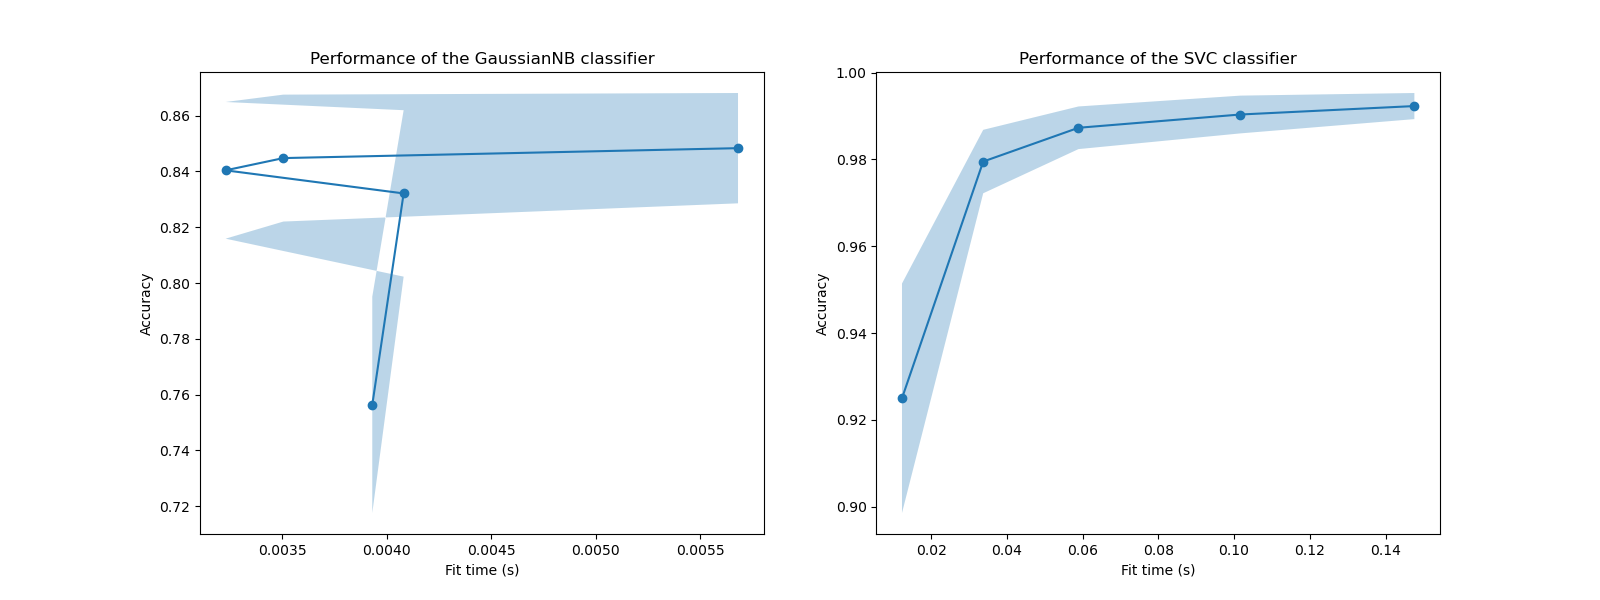 Performance of the GaussianNB classifier
0.86
0.84
0.82
0.80
0.78
0.76
0.74
0.72
Accuracy
0.0035 0.0040 0.0045 0.0050 0.0055
Fit time (s)
Performance of the SVC classifier
1.00
0.98
0.96
0.94
0.92
0.90
Accuracy
0.02 0.04 0.06 0.08 0.10 0.12 0.14
Fit time (s)